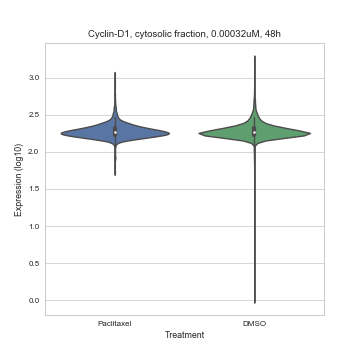 Cyclin-D1, cytosolic fraction, 0.00032uM, 48h
3.0
2.5
2.0
1.5
1.0
0.5
0.0
Expression (log10)
Paclitaxel DMSO
Treatment